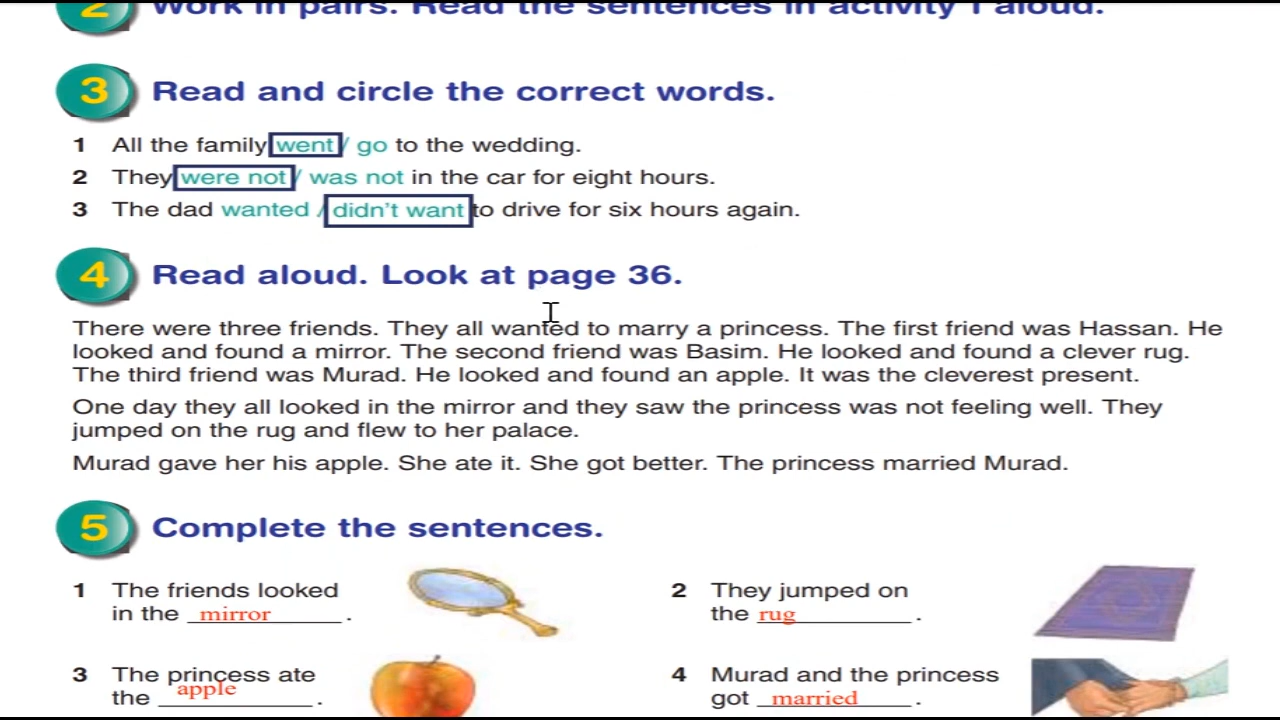 2 Work in pairs. Read the sentences in activity 1 aloud.
3 Read and circle the correct words.
1 All the family went / go to the wedding.
2 They were not / was not in the car for eight hours.
3 The dad wanted / didn't want to drive for six hours again.
4 Read aloud. Look at page 36.
There were three friends. They all wanted to marry a princess. The first friend was Hassan. He
looked and found a mirror. The second friend was Basim. He looked and found a clever rug.
The third friend was Murad. He looked and found an apple. It was the cleverest present.
One day they all looked in the mirror and they saw the princess was not feeling well. They
jumped on the rug and flew to her palace.
Murad gave her his apple. She ate it. She got better. The princess married Murad.
5 Complete the sentences.
1 The friends looked
in the mirror .
2 They jumped on
the rug .
3 The princess ate
the apple .
4 Murad and the princess
got married .